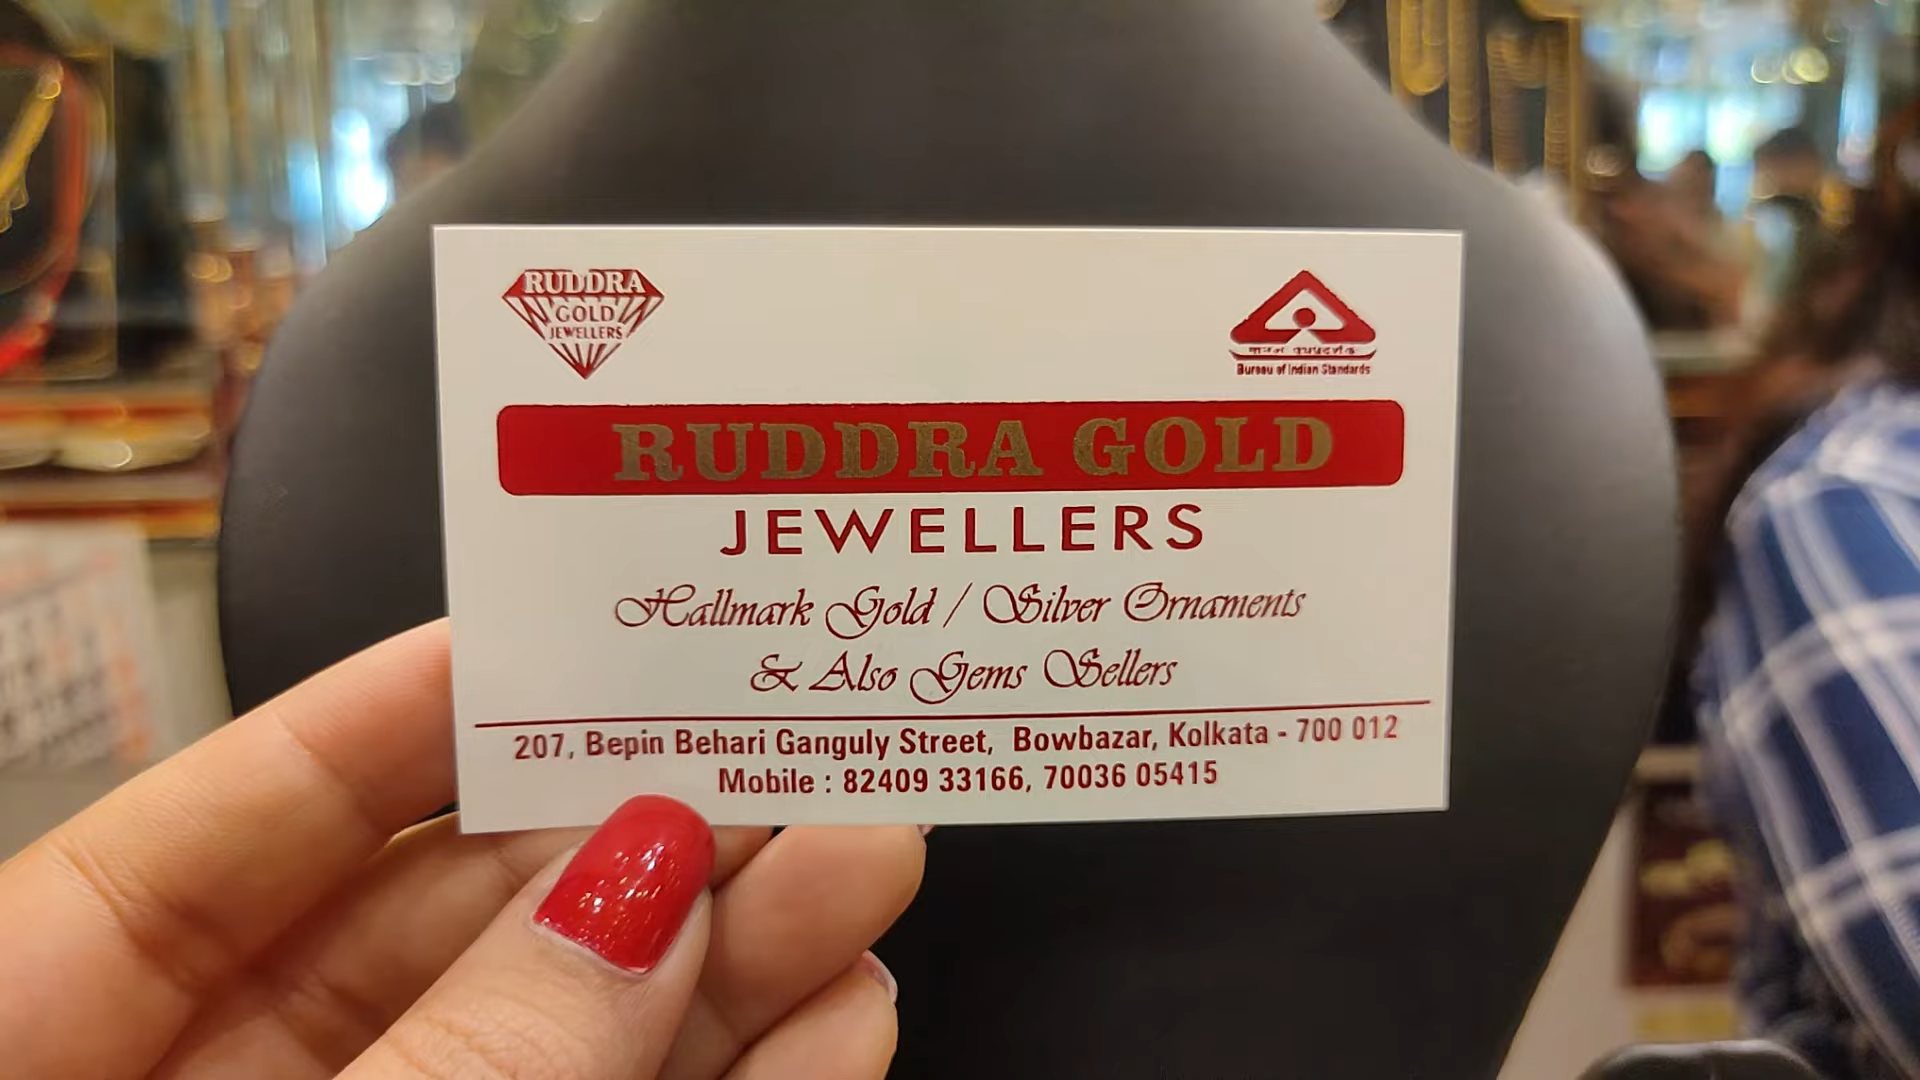 RUDDRA
GOLD
JEWELLERS
Bureau of Indian Standards
RUDDRA GOLD
JEWELLERS
Hallmark Gold / Silver Ornaments
& Also Gems Sellers
207, Bepin Behari Ganguly Street, Bowbazar, Kolkata - 700 012
Mobile : 82409 33166, 70036 05415